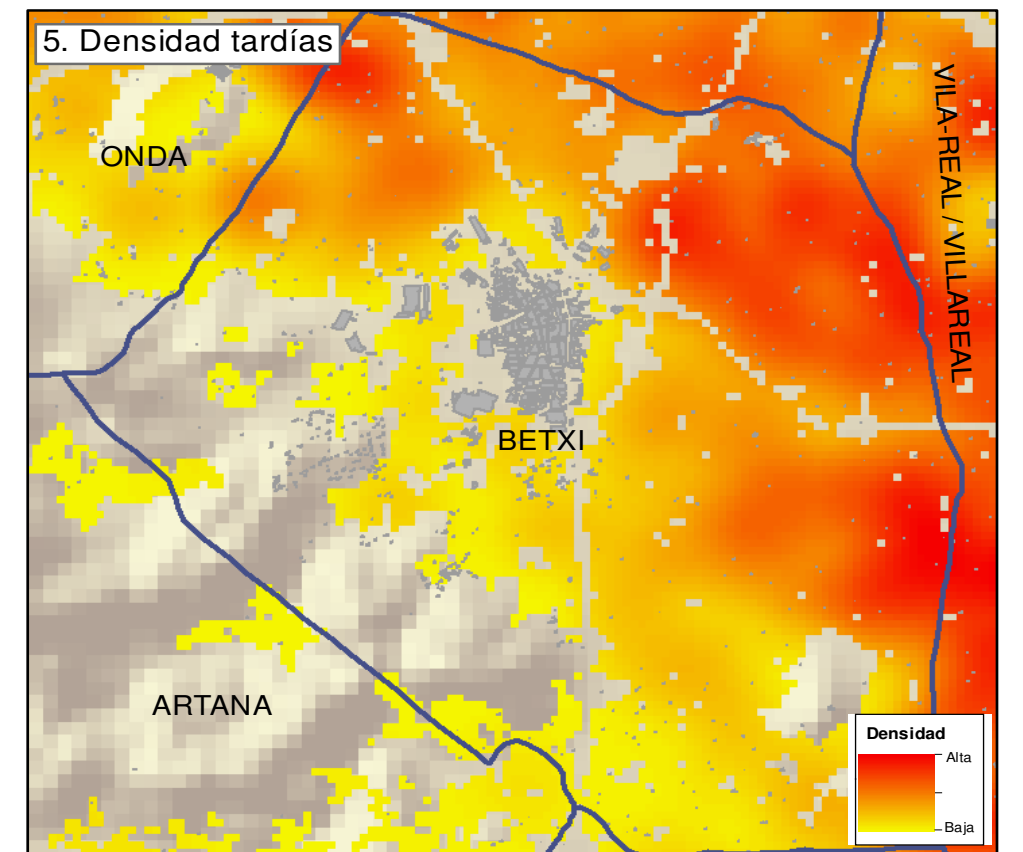 5. Densidad tardías
ONDA
VILA-REAL / VILLAREAL
BETXI
ARTANA
Densidad
Alta
Baja